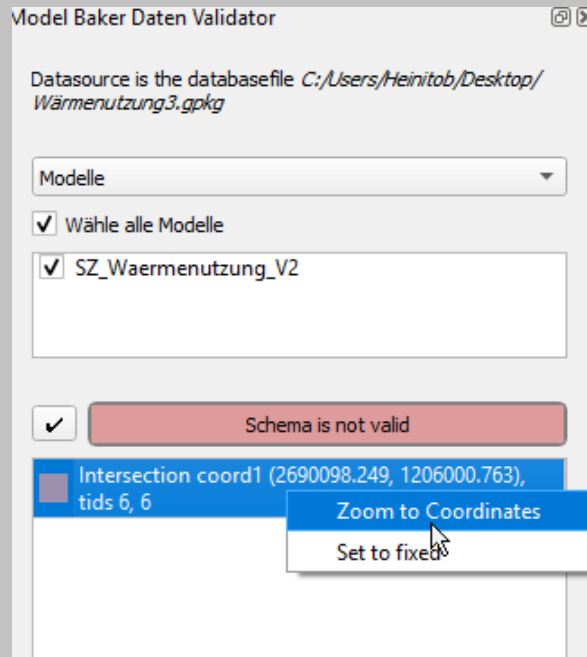 Model Baker Daten Validator
Datasource is the databasefile C:/Users/Heinitob/Desktop/
Wärmenutzung3.gpkg
Modelle
Wähle alle Modelle
SZ_Waermenutzung_V2
Schema is not valid
Intersection coord1 (2690098.249, 1206000.763),
tids 6, 6
Zoom to Coordinates
Set to fixed